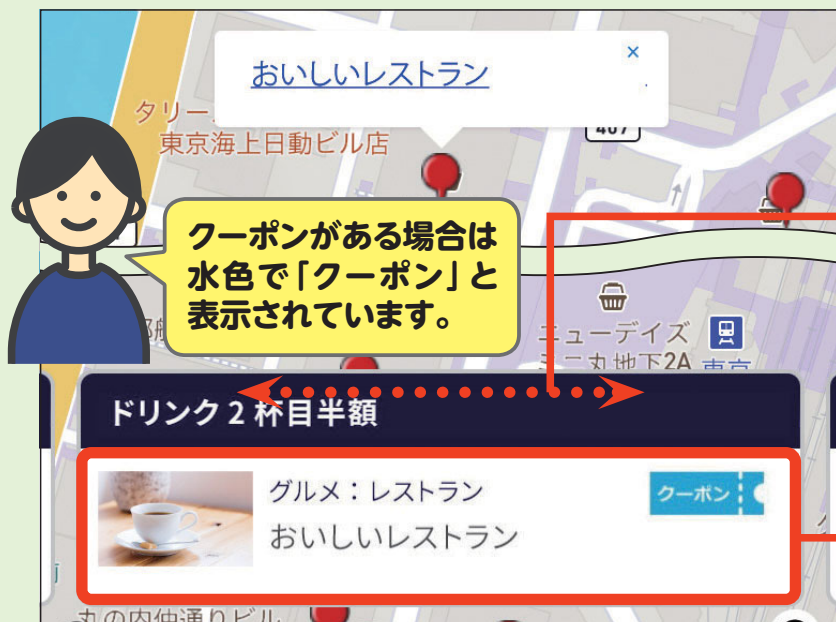 おいしいレストラン
×
タリー
東京海上日動ビル店
クーポンがある場合は
水色で「クーポン」と
表示されています。
ニューデイズ
ミニ丸地下2A
東京
ドリンク 2 杯目半額
グルメ：レストラン
クーポン
おいしいレストラン
丸の内仲通りビル